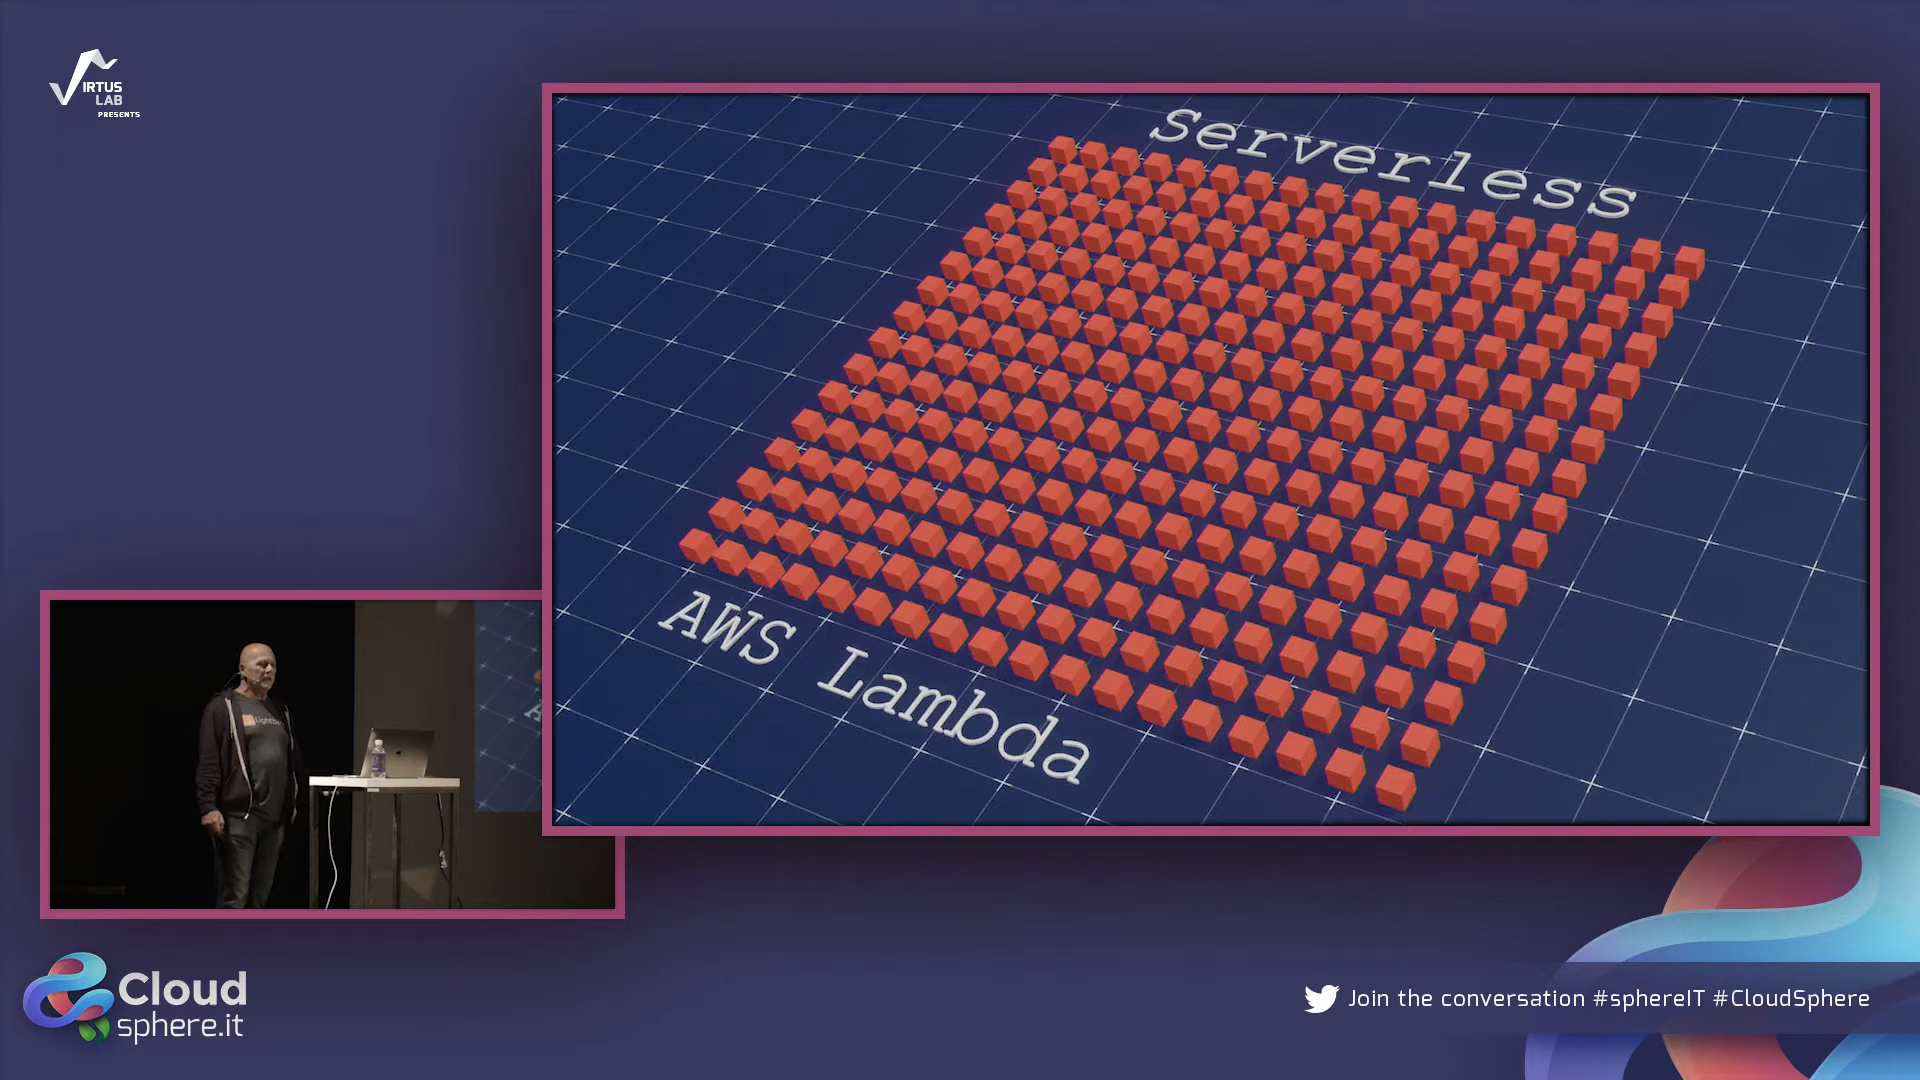 IRTUS
LAB
PRESENTS
serverless
AWS Lambda
Cloud
sphere.it
Join the conversation #sphereIT #CloudSphere